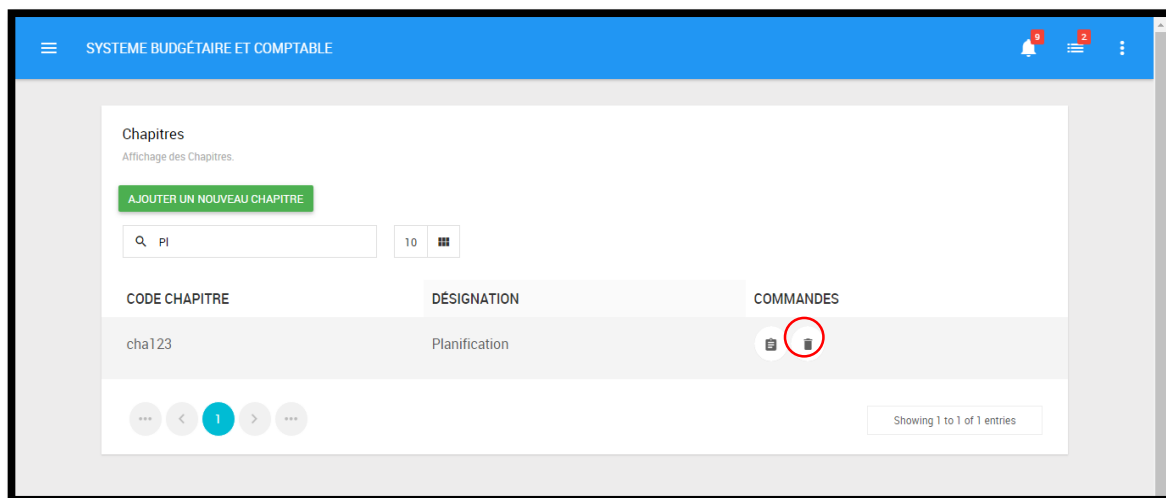 SYSTEME BUDGÉTAIRE ET COMPTABLE
9
2
Chapitres
Affichage des Chapitres.
AJOUTER UN NOUVEAU CHAPITRE
Pl
10
CODE CHAPITRE DÉSIGNATION COMMANDES
cha123 Planification
1
Showing 1 to 1 of 1 entries